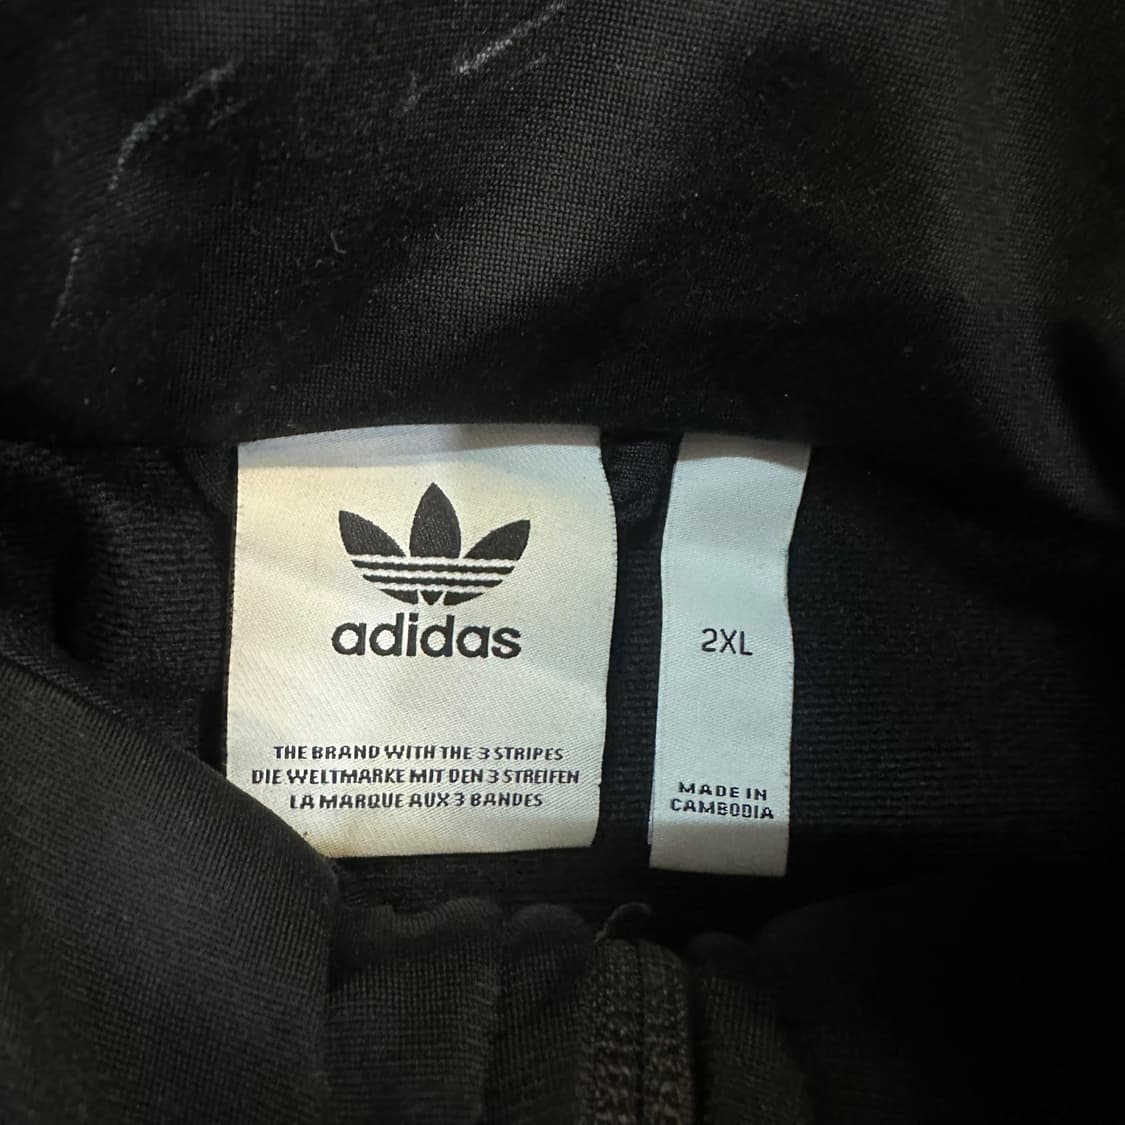 adidas
THE BRAND WITH THE 3 STRIPES
DIE WELTMARKE MIT DEN 3 STREIFEN
LA MARQUE AUX 3 BANDES
2XL
MADE IN
CAMBODIA